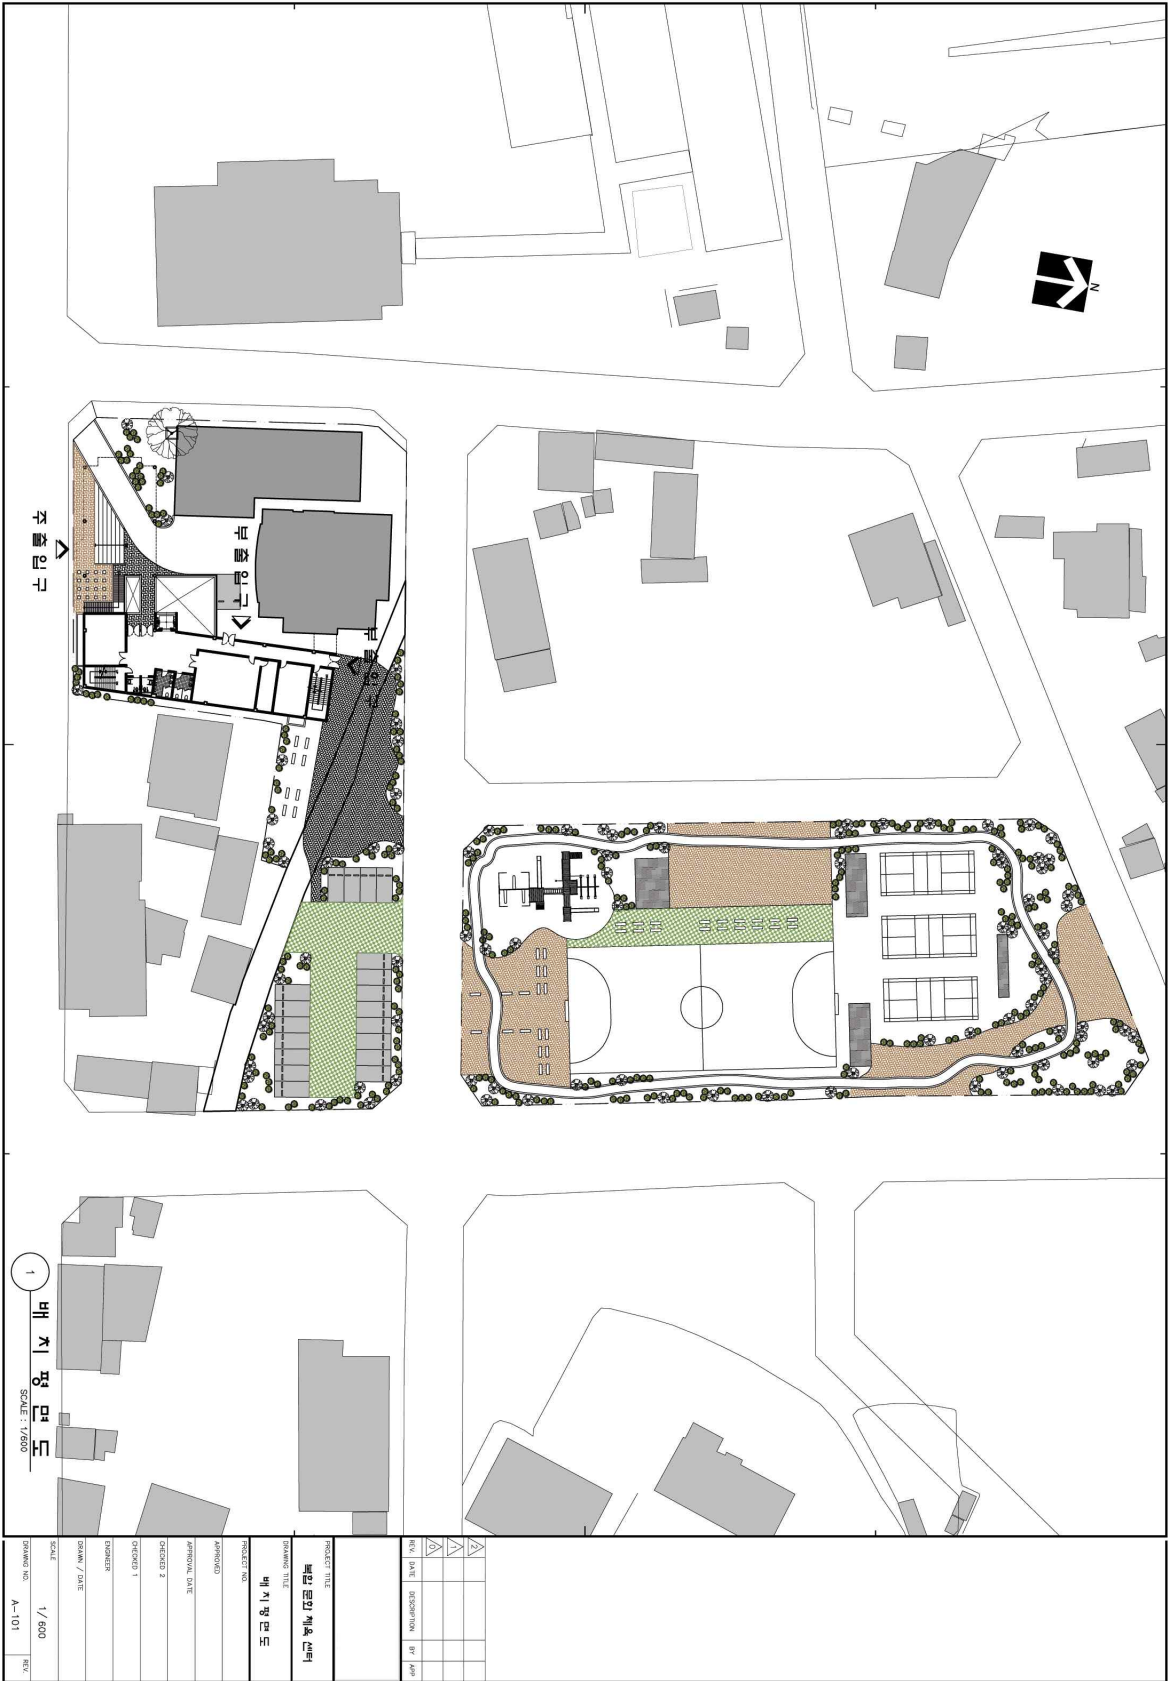 N
주출입구
부출입구
부출입구
1
배치평면도
SCALE : 1/600
2
1
0
REV. DATE DESCRIPTION BY APP
PROJECT TITLE
복합 문화 체육 센터
DRAWING TITLE
배치평면도
PROJECT NO.
APPROVED
APPROVAL DATE
CHECKED 2
CHECKED 1
ENGINEER
DRAWN / DATE
SCALE
1/600
DRAWING NO.
A-101
REV.